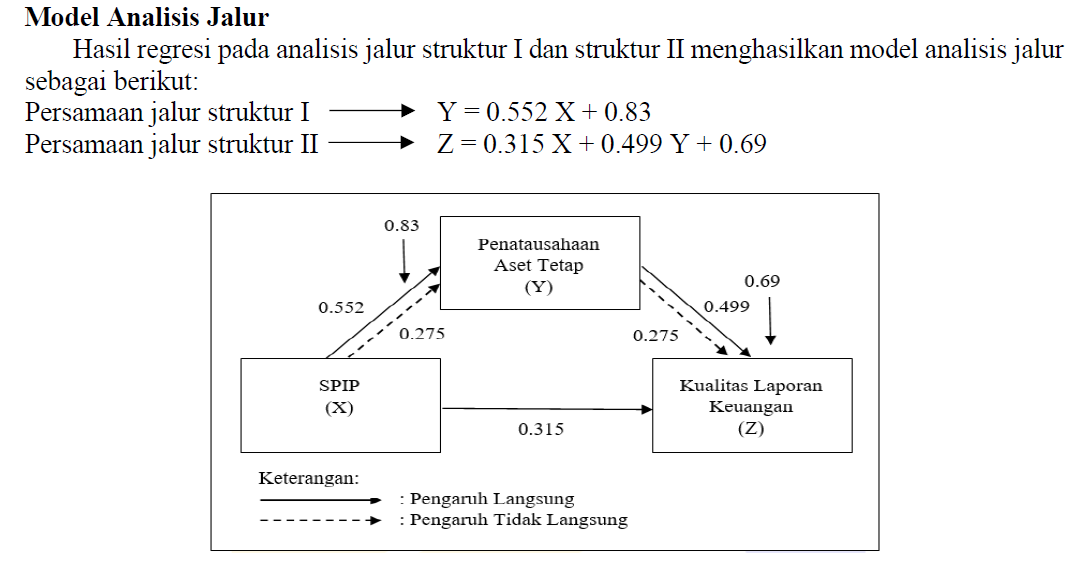 Model Analisis Jalur
Hasil regresi pada analisis jalur struktur I dan struktur II menghasilkan model analisis jalur
sebagai berikut:
Persamaan jalur struktur I Y = 0.552 X + 0.83
Persamaan jalur struktur II Z = 0.315 X + 0.499 Y + 0.69
0.83
Penatausahaan
Aset Tetap
(Y)
0.69
0.552
0.499
0.275
0.275
SPIP
(X)
Kualitas Laporan
Keuangan
(Z)
0.315
Keterangan:
: Pengaruh Langsung
: Pengaruh Tidak Langsung